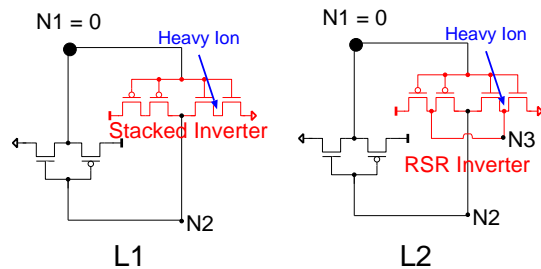 N1 = 0
Heavy Ion
Stacked Inverter
N2
L1
N1 = 0
Heavy Ion
N3
RSR Inverter
N2
L2